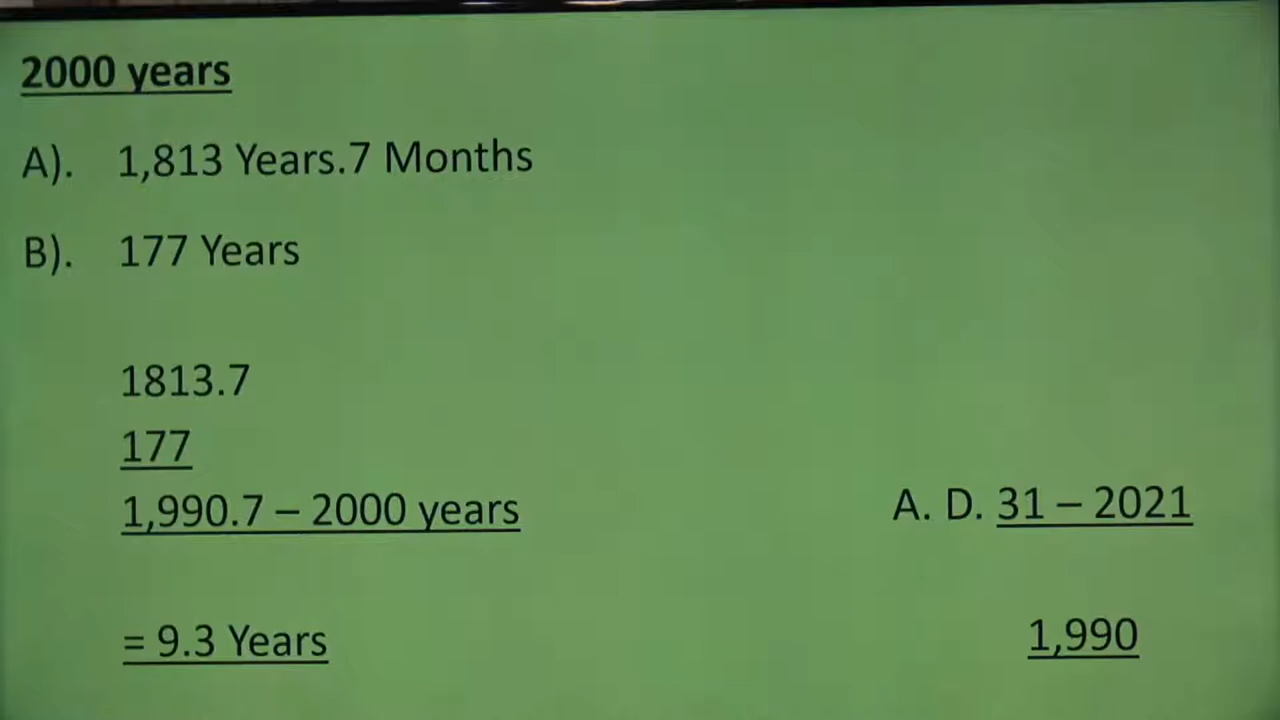 2000 years
A). 1,813 Years.7 Months
B). 177 Years
1813.7
177
1,990.7 – 2000 years
A. D. 31 – 2021
= 9.3 Years
1,990